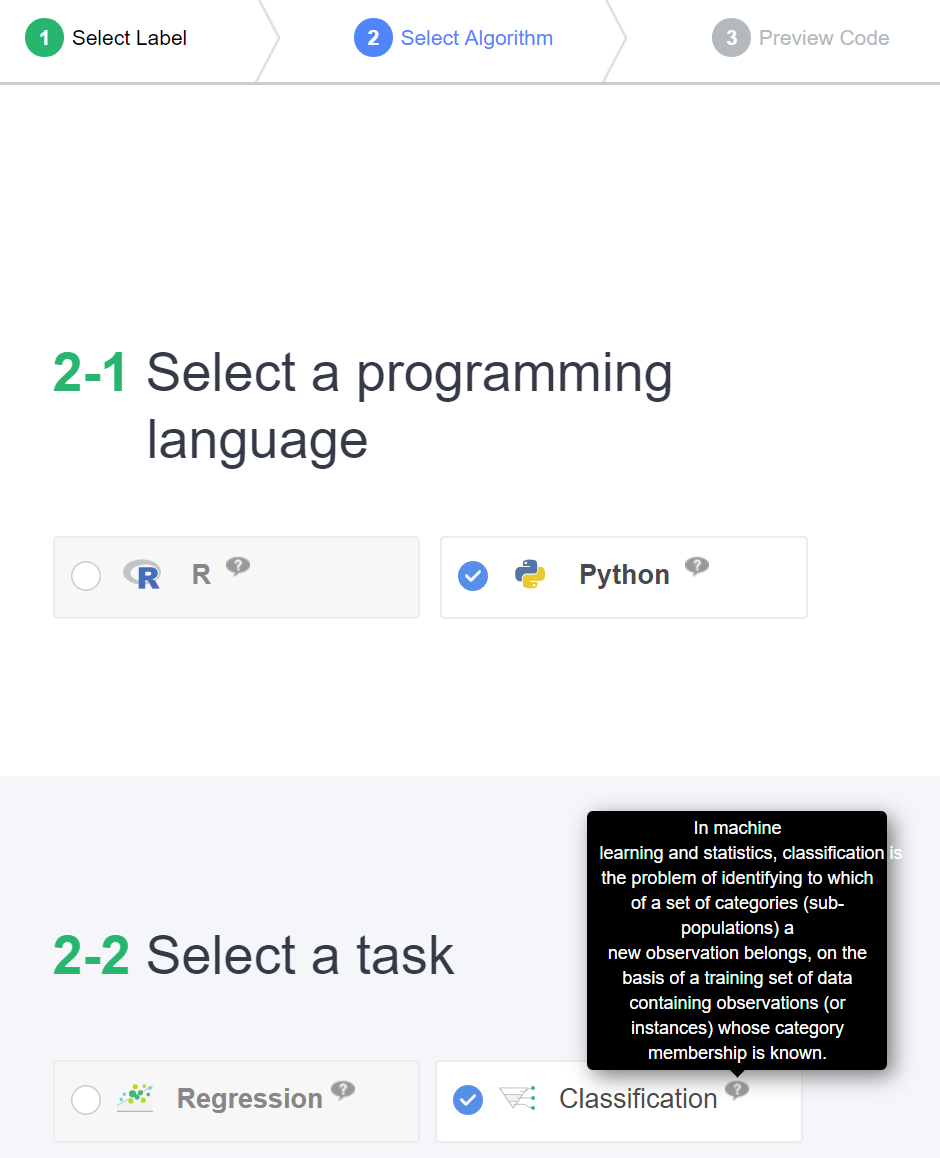 1 Select Label
2 Select Algorithm
3 Preview Code
2-1 Select a programming
language
R R ?
Python ?
In machine
learning and statistics, classification is
the problem of identifying to which
of a set of categories (sub-
populations) a
new observation belongs, on the
basis of a training set of data
containing observations (or
instances) whose category
membership is known.
2-2 Select a task
Regression ?
Classification ?